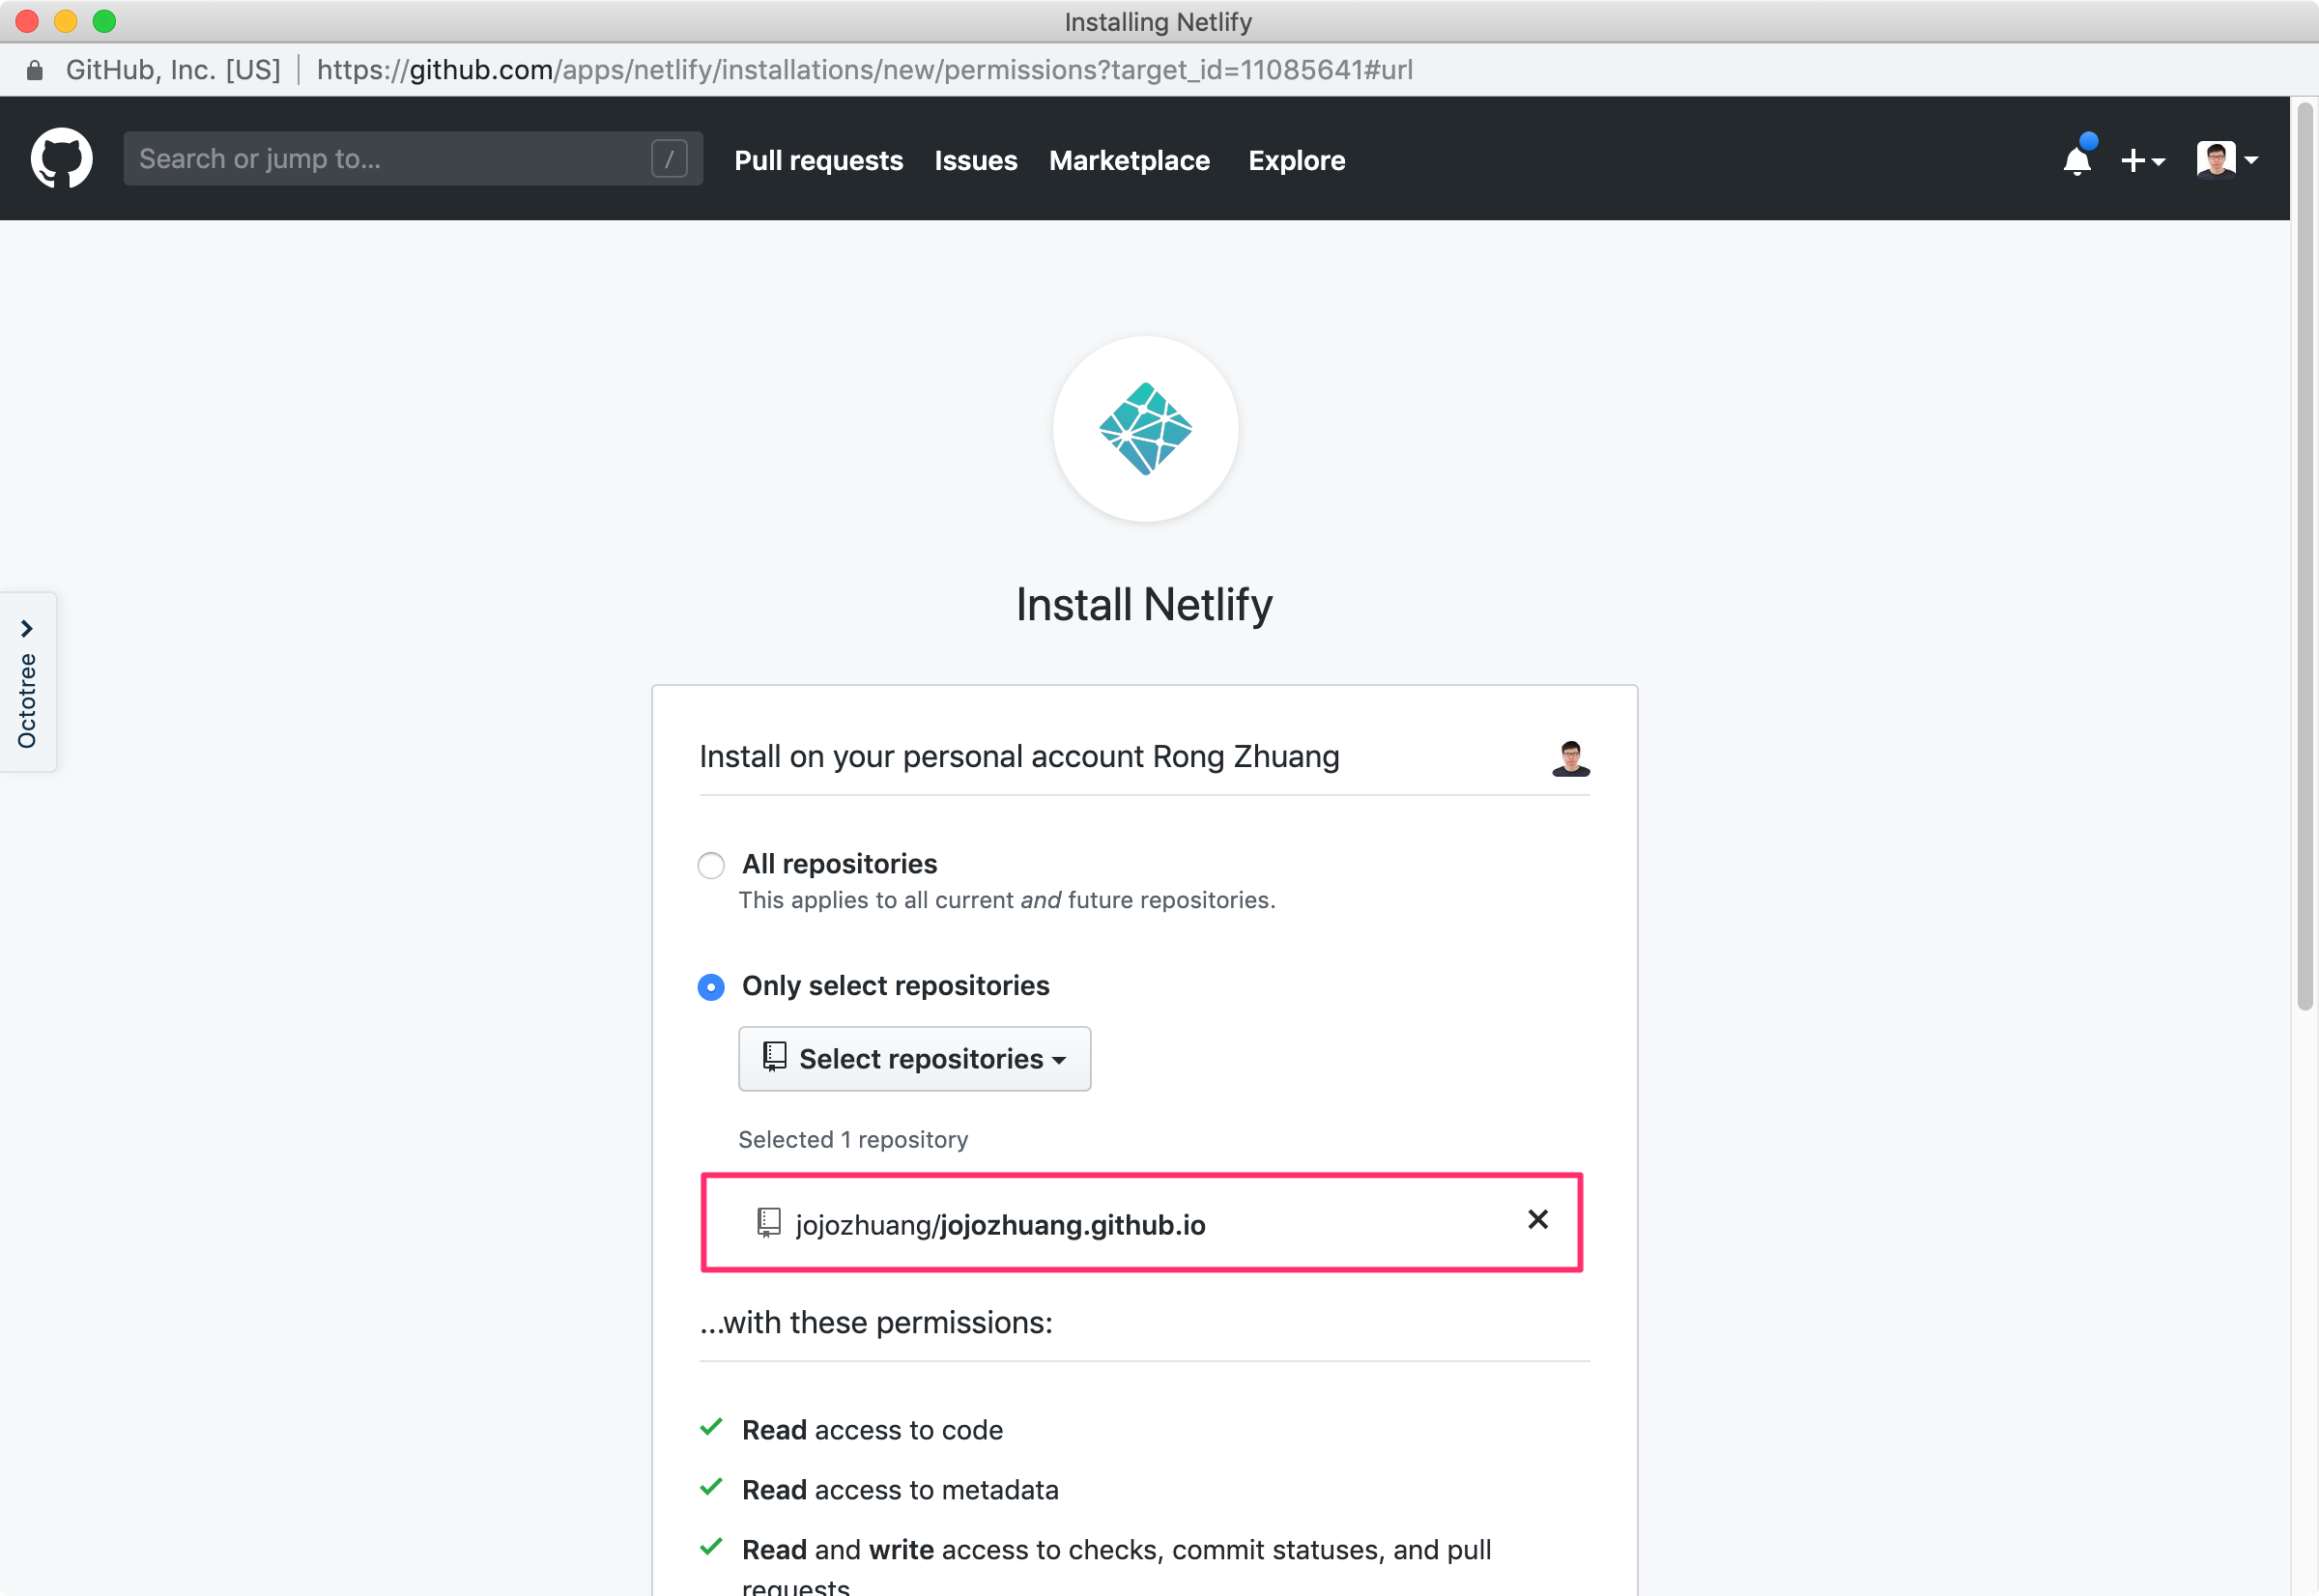 Installing Netlify
GitHub, Inc. [US] | https://github.com/apps/netlify/installations/new/permissions?target_id=11085641#url
Search or jump to... /
Pull requests Issues Marketplace Explore
Install Netlify
Octotree
Install on your personal account Rong Zhuang
All repositories
This applies to all current and future repositories.
Only select repositories
Select repositories
Selected 1 repository
jojozhuang/jojozhuang.github.io
...with these permissions:
Read access to code
Read access to metadata
Read and write access to checks, commit statuses, and pull
requests